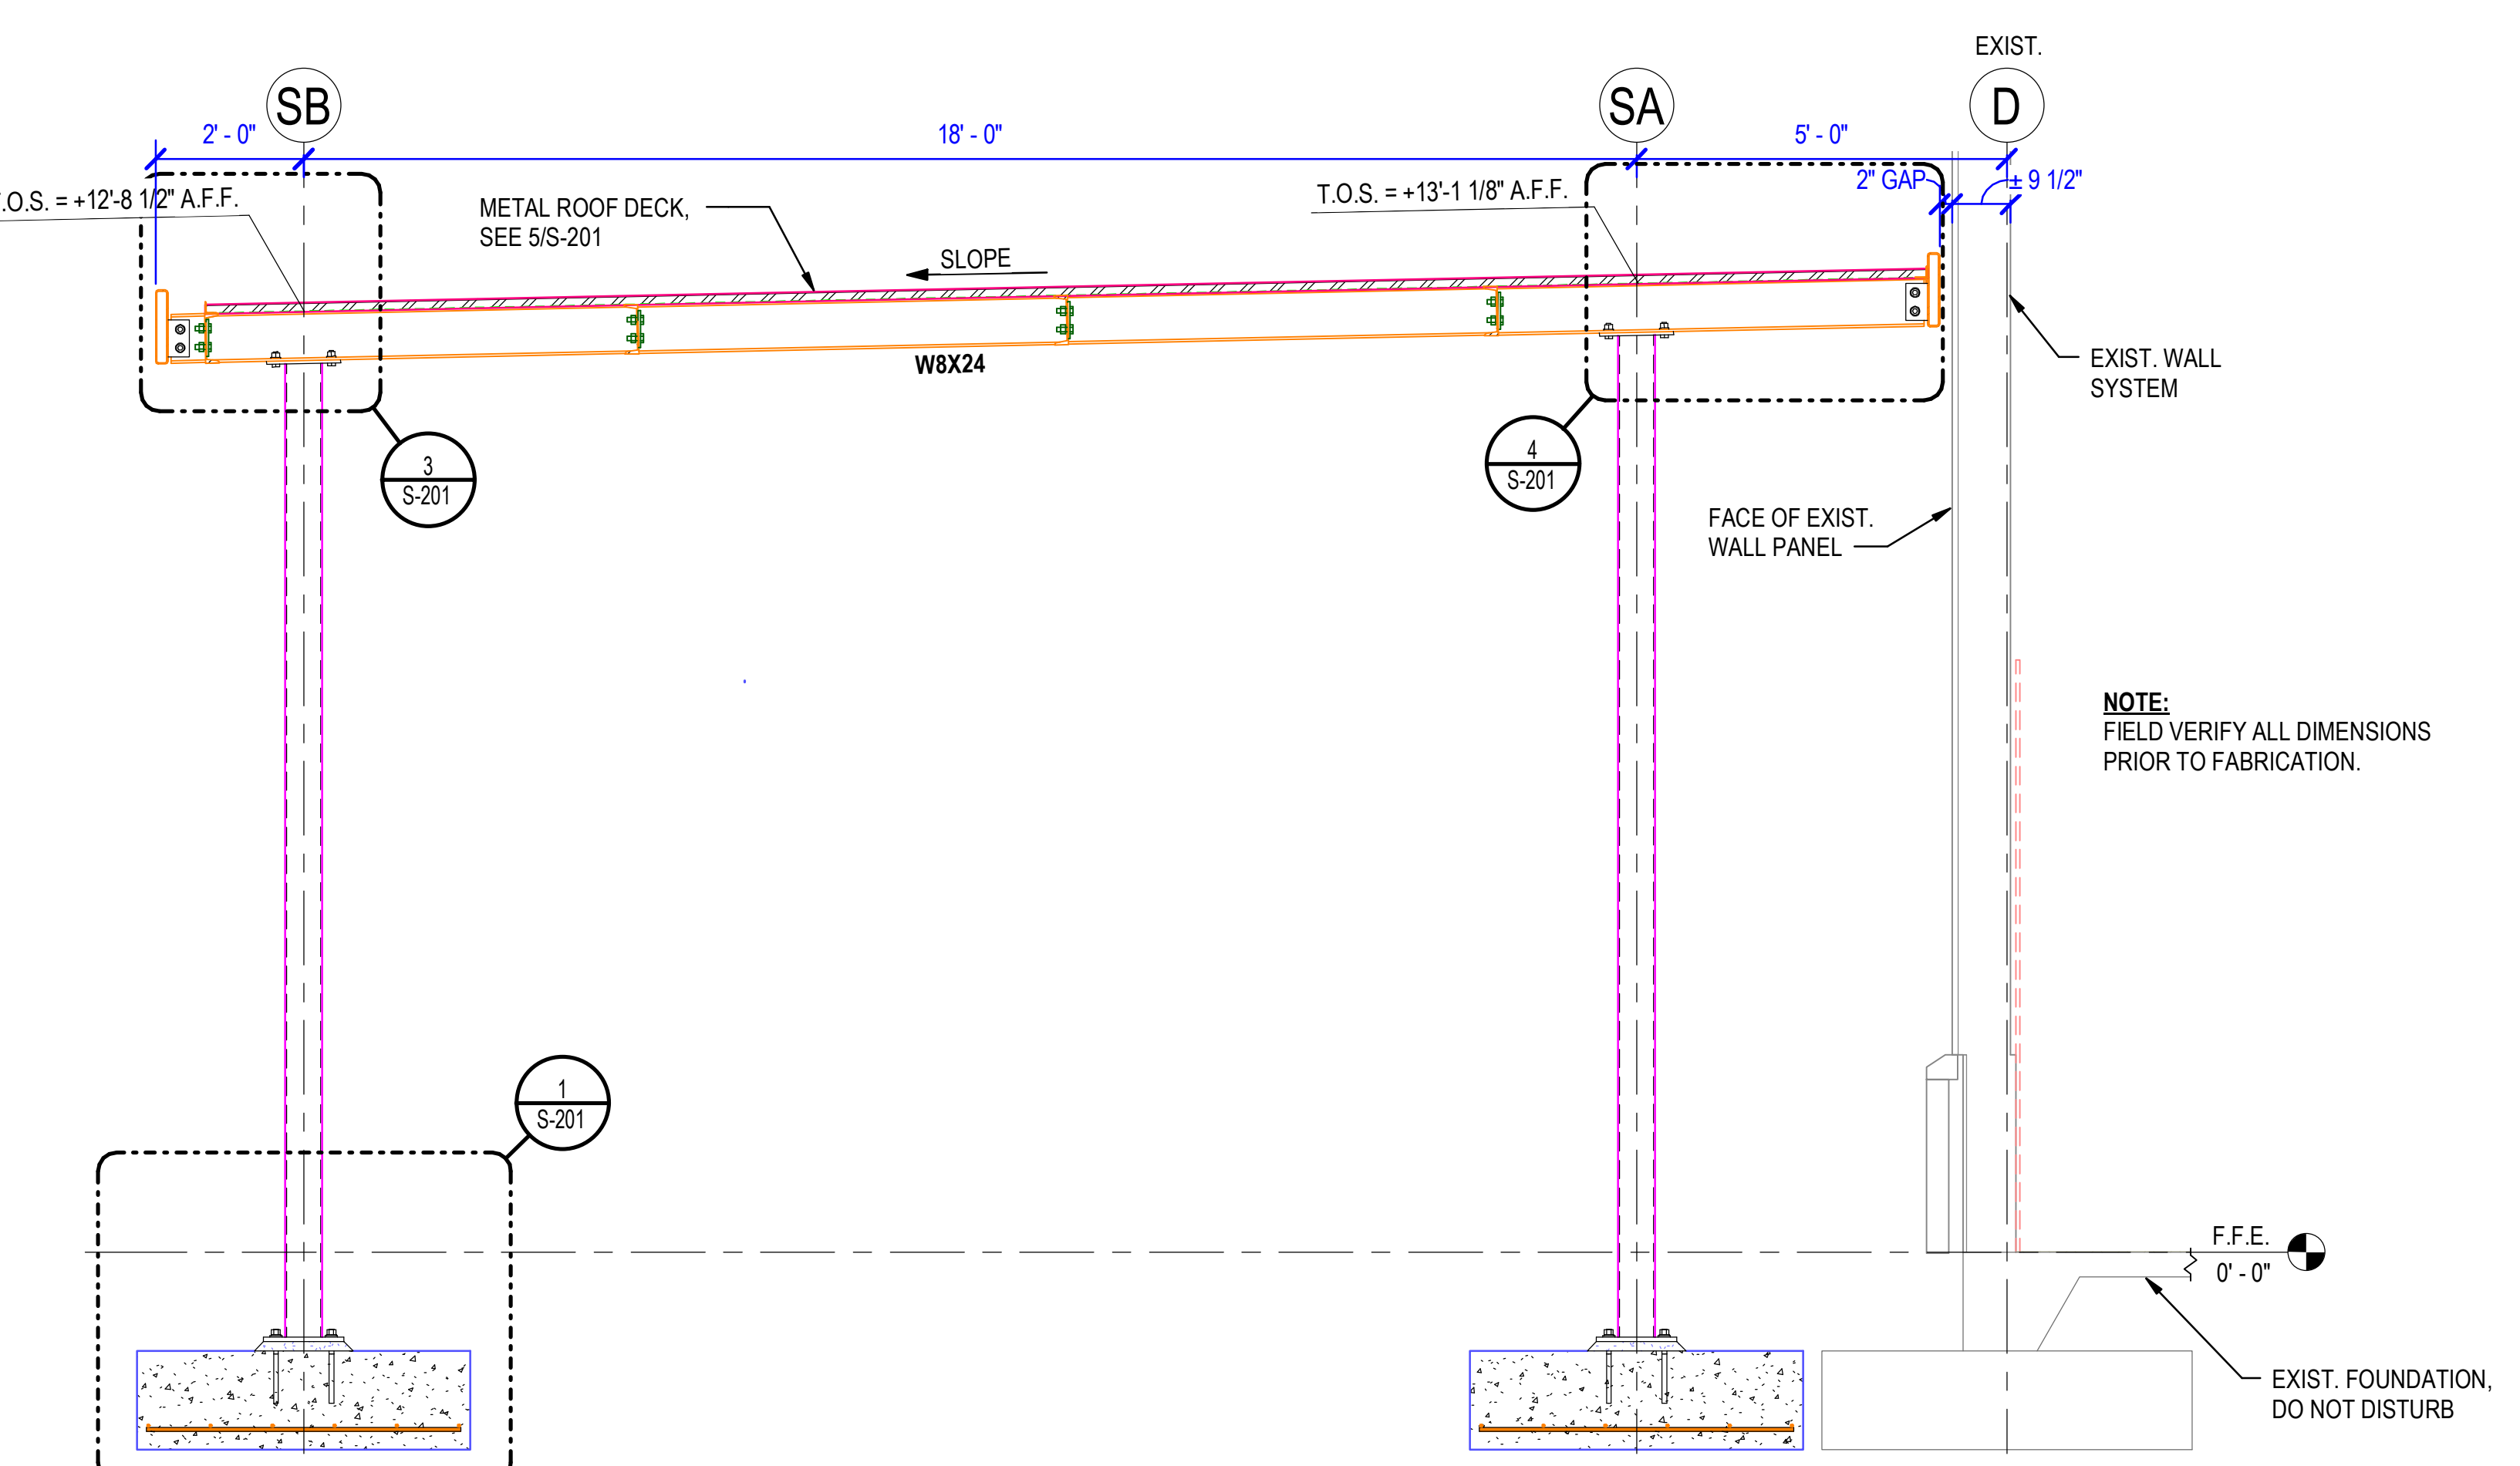 EXIST.
SB
SA
D
2' - 0"
18' - 0"
5' - 0"
T.O.S. = +12'-8 1/2" A.F.F.
METAL ROOF DECK,
SEE 5/S-201
SLOPE
T.O.S. = +13'-1 1/8" A.F.F.
2" GAP
± 9 1/2"
W8X24
EXIST. WALL
SYSTEM
3
S-201
4
S-201
FACE OF EXIST.
WALL PANEL
NOTE:
FIELD VERIFY ALL DIMENSIONS
PRIOR TO FABRICATION.
1
S-201
F.F.E.
0' - 0"
EXIST. FOUNDATION,
DO NOT DISTURB